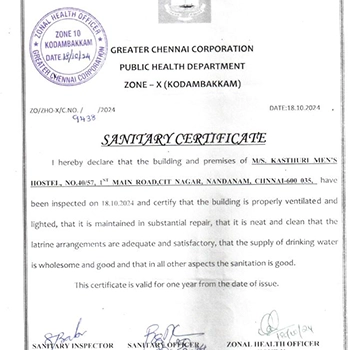 ZONAL HEALTH OFFICER
ZONE 10
KODAMBAKKAM
DATE 18/10/24
GREATER CHENNAI CORPORATION
GREATER CHENNAI CORPORATION
PUBLIC HEALTH DEPARTMENT
ZONE – X (KODAMBAKKAM)
ZO/ZHO-X/C.NO. / /2024
DATE:18.10.2024
9438
SANITARY CERTIFICATE
I hereby declare that the building and premises of M/S. KASTHURI MEN'S
HOSTEL, NO.40/57, 1ST MAIN ROAD,CIT NAGAR, NANDANAM, CHNNAI-600 035, have
been inspected on 18.10.2024 and certify that the building is properly ventilated and
lighted, that it is maintained in substantial repair, that it is neat and clean that the
latrine arrangements are adequate and satisfactory, that the supply of drinking water
is wholesome and good and that in all other aspects the sanitation is good.
This certificate is valid for one year from the date of issue.
SANITARY INSPECTOR
SANITARY OFFICER
ZONAL HEALTH OFFICER